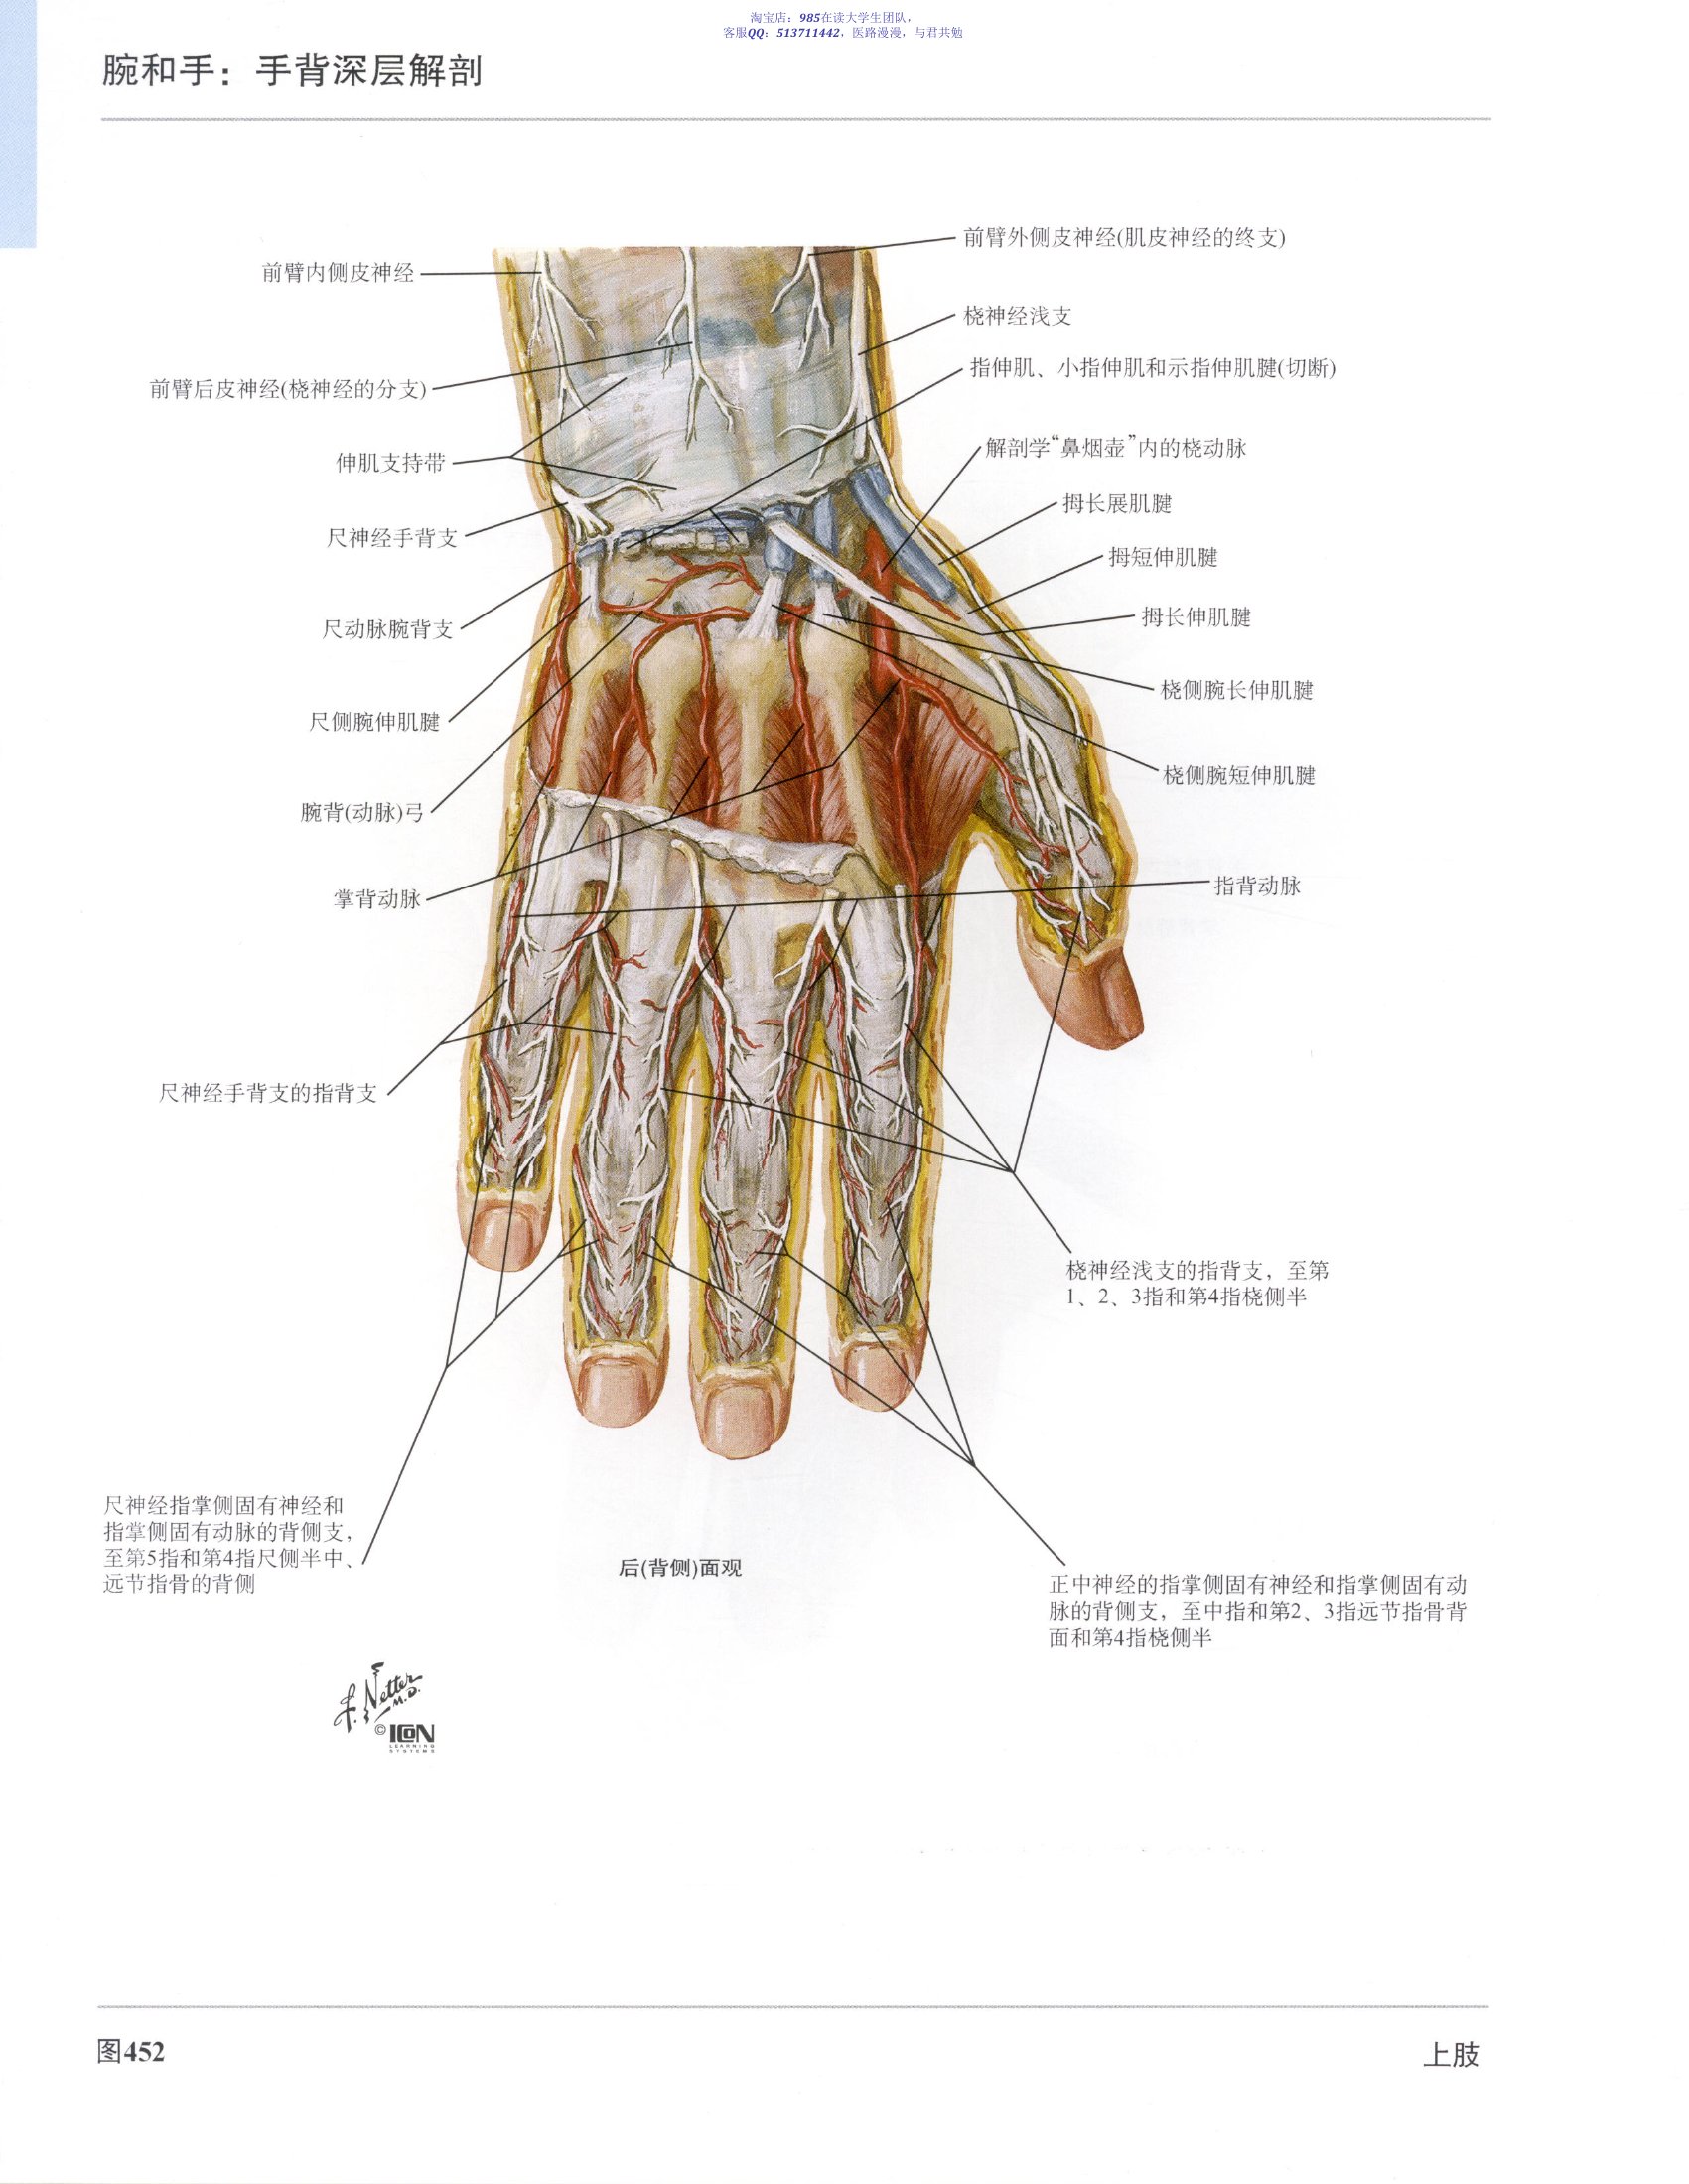 淘宝店：985在读大学生团队，
客服QQ：513711442，医路漫漫，与君共勉
腕和手：手背深层解剖
前臂外侧皮神经(肌皮神经的终支)
前臂内侧皮神经
桡神经浅支
指伸肌、小指伸肌和示指伸肌腱(切断)
前臂后皮神经(桡神经的分支)
解剖学“鼻烟壶”内的桡动脉
伸肌支持带
拇长展肌腱
尺神经手背支
拇短伸肌腱
拇长伸肌腱
尺动脉腕背支
桡侧腕长伸肌腱
尺侧腕伸肌腱
桡侧腕短伸肌腱
腕背(动脉)弓
指背动脉
掌背动脉
尺神经手背支的指背支
桡神经浅支的指背支，至第
1、2、3指和第4指桡侧半
尺神经指掌侧固有神经和
指掌侧固有动脉的背侧支，
至第5指和第4指尺侧半中、
远节指骨的背侧
后(背侧)面观
正中神经的指掌侧固有神经和指掌侧固有动
脉的背侧支，至中指和第2、3指远节指骨背
面和第4指桡侧半
F. Netter
M.D.
© ICON
LEARNING
SYSTEMS
图452
上肢